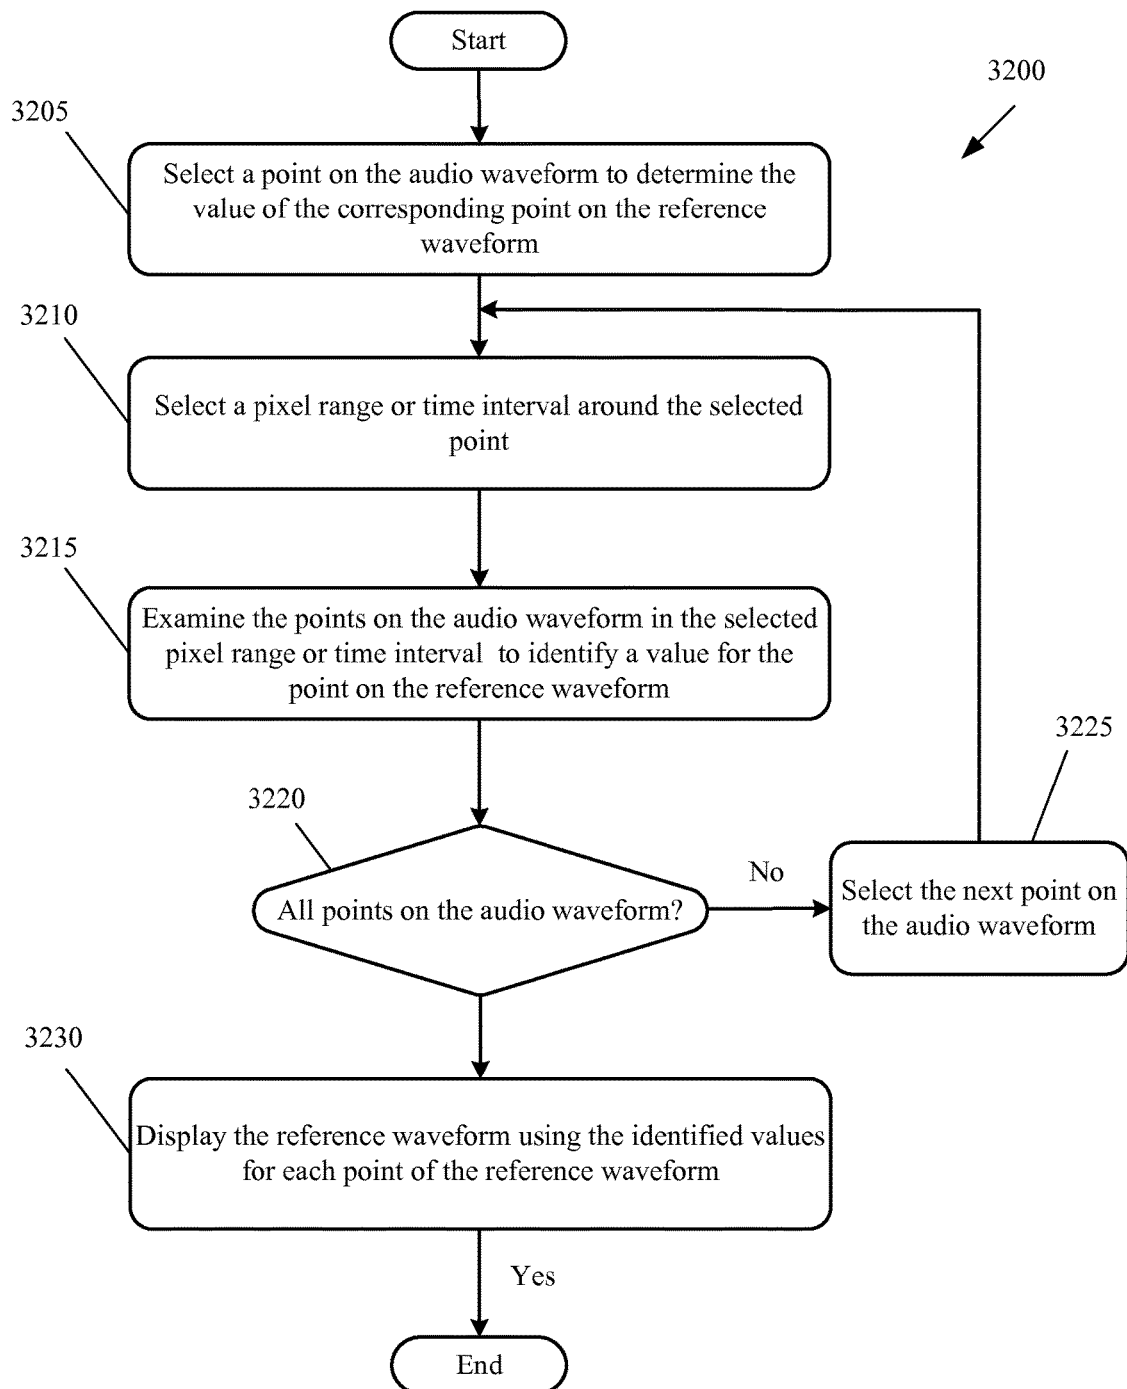 Start
3200
3205
Select a point on the audio waveform to determine the
value of the corresponding point on the reference
waveform
3210
Select a pixel range or time interval around the selected
point
3215
Examine the points on the audio waveform in the selected
pixel range or time interval to identify a value for the
point on the reference waveform
3225
3220
No
All points on the audio waveform?
Select the next point on
the audio waveform
3230
Display the reference waveform using the identified values
for each point of the reference waveform
Yes
End